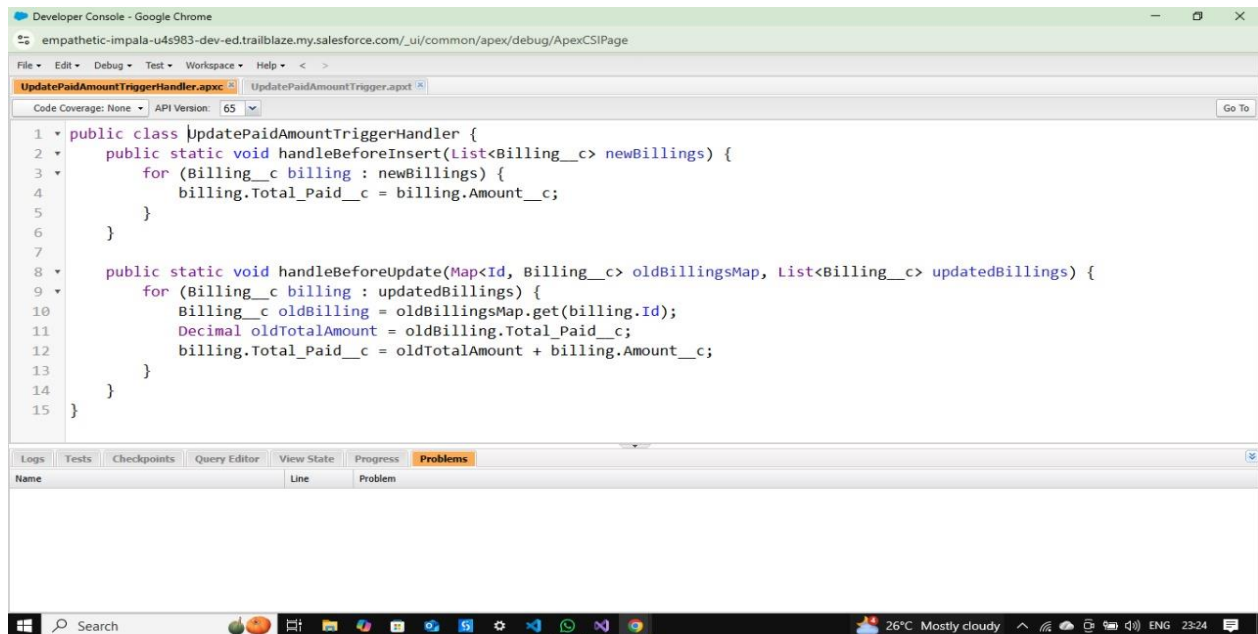 Developer Console - Google Chrome
empathetic-impala-u4s983-dev-ed.trailblaze.my.salesforce.com/_ui/common/apex/debug/ApexCSIPage
File Edit Debug Test Workspace Help < >
UpdatePaidAmountTriggerHandler.apxc UpdatePaidAmountTrigger.apxt
Code Coverage: None API Version: 65 Go To
1 public class UpdatePaidAmountTriggerHandler {
2 public static void handleBeforeInsert(List<Billing__c> newBillings) {
3 for (Billing__c billing : newBillings) {
4 billing.Total_Paid__c = billing.Amount__c;
5 }
6 }
7
8 public static void handleBeforeUpdate(Map<Id, Billing__c> oldBillingsMap, List<Billing__c> updatedBillings) {
9 for (Billing__c billing : updatedBillings) {
10 Billing__c oldBilling = oldBillingsMap.get(billing.Id);
11 Decimal oldTotalAmount = oldBilling.Total_Paid__c;
12 billing.Total_Paid__c = oldTotalAmount + billing.Amount__c;
13 }
14 }
15 }
Logs Tests Checkpoints Query Editor View State Progress Problems
Name Line Problem
Search 26°C Mostly cloudy ENG 23:24